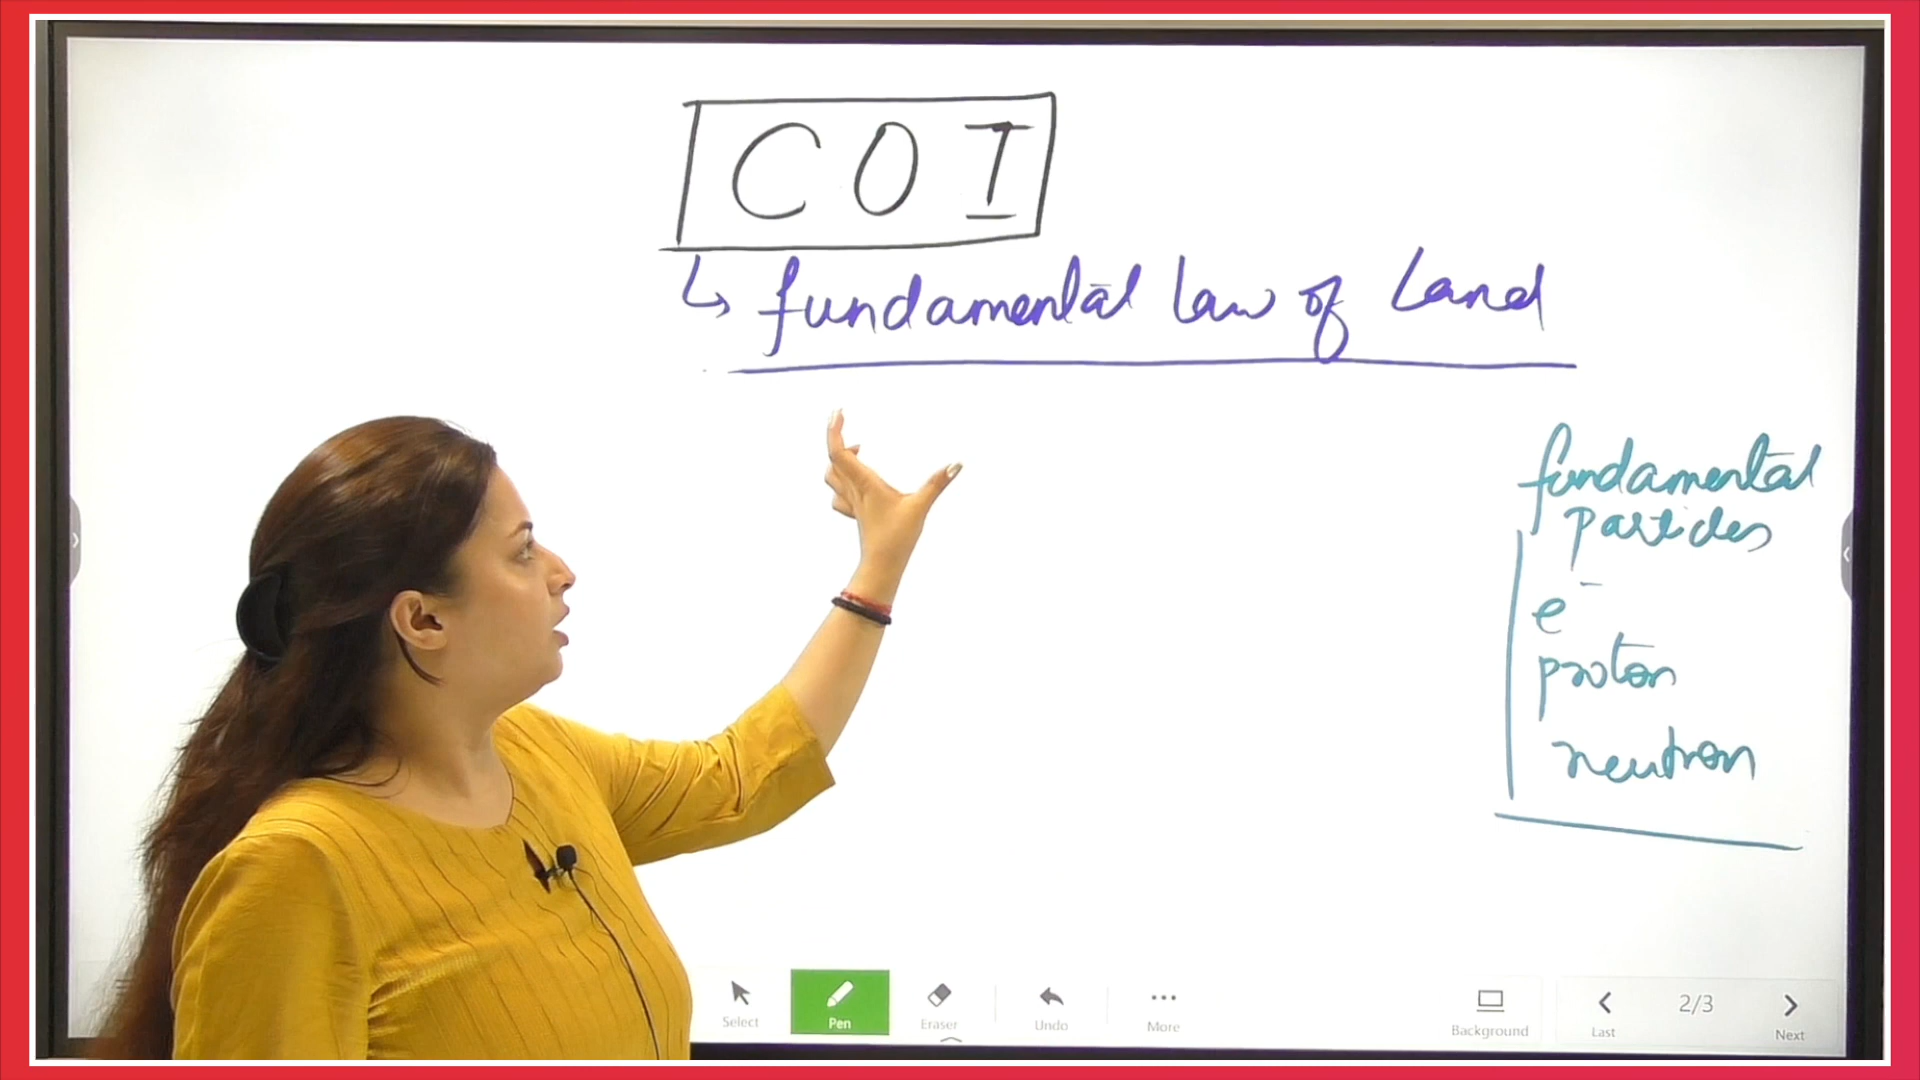 COI
↳ fundamental law of Land
fundamental
particles
e⁻
proton
neutron
Select
Pen
Eraser
Undo
More
Background
Last
2/3
Next